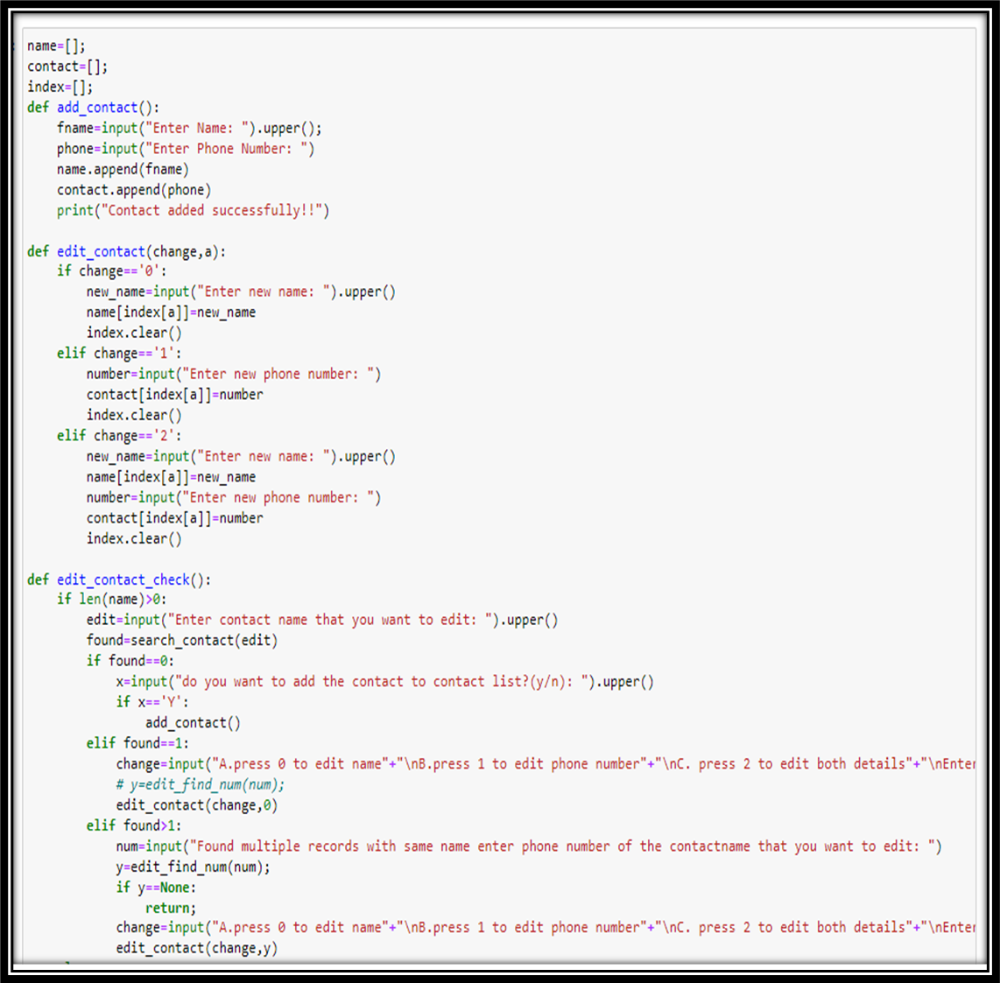 name=[];
contact=[];
index=[];
def add_contact():
    fname=input("Enter Name: ").upper();
    phone=input("Enter Phone Number: ")
    name.append(fname)
    contact.append(phone)
    print("Contact added successfully!!")

def edit_contact(change,a):
    if change=='0':
        new_name=input("Enter new name: ").upper()
        name[index[a]]=new_name
        index.clear()
    elif change=='1':
        number=input("Enter new phone number: ")
        contact[index[a]]=number
        index.clear()
    elif change=='2':
        new_name=input("Enter new name: ").upper()
        name[index[a]]=new_name
        number=input("Enter new phone number: ")
        contact[index[a]]=number
        index.clear()

def edit_contact_check():
    if len(name)>0:
        edit=input("Enter contact name that you want to edit: ").upper()
        found=search_contact(edit)
        if found==0:
            x=input("do you want to add the contact to contact list?(y/n): ").upper()
            if x=='Y':
                add_contact()
        elif found==1:
            change=input("A.press 0 to edit name"+"\nB.press 1 to edit phone number"+"\nC. press 2 to edit both details"+"\nEnter
            # y=edit_find_num(num);
            edit_contact(change,0)
        elif found>1:
            num=input("Found multiple records with same name enter phone number of the contactname that you want to edit: ")
            y=edit_find_num(num);
            if y==None:
                return;
            change=input("A.press 0 to edit name"+"\nB.press 1 to edit phone number"+"\nC. press 2 to edit both details"+"\nEnter
            edit_contact(change,y)